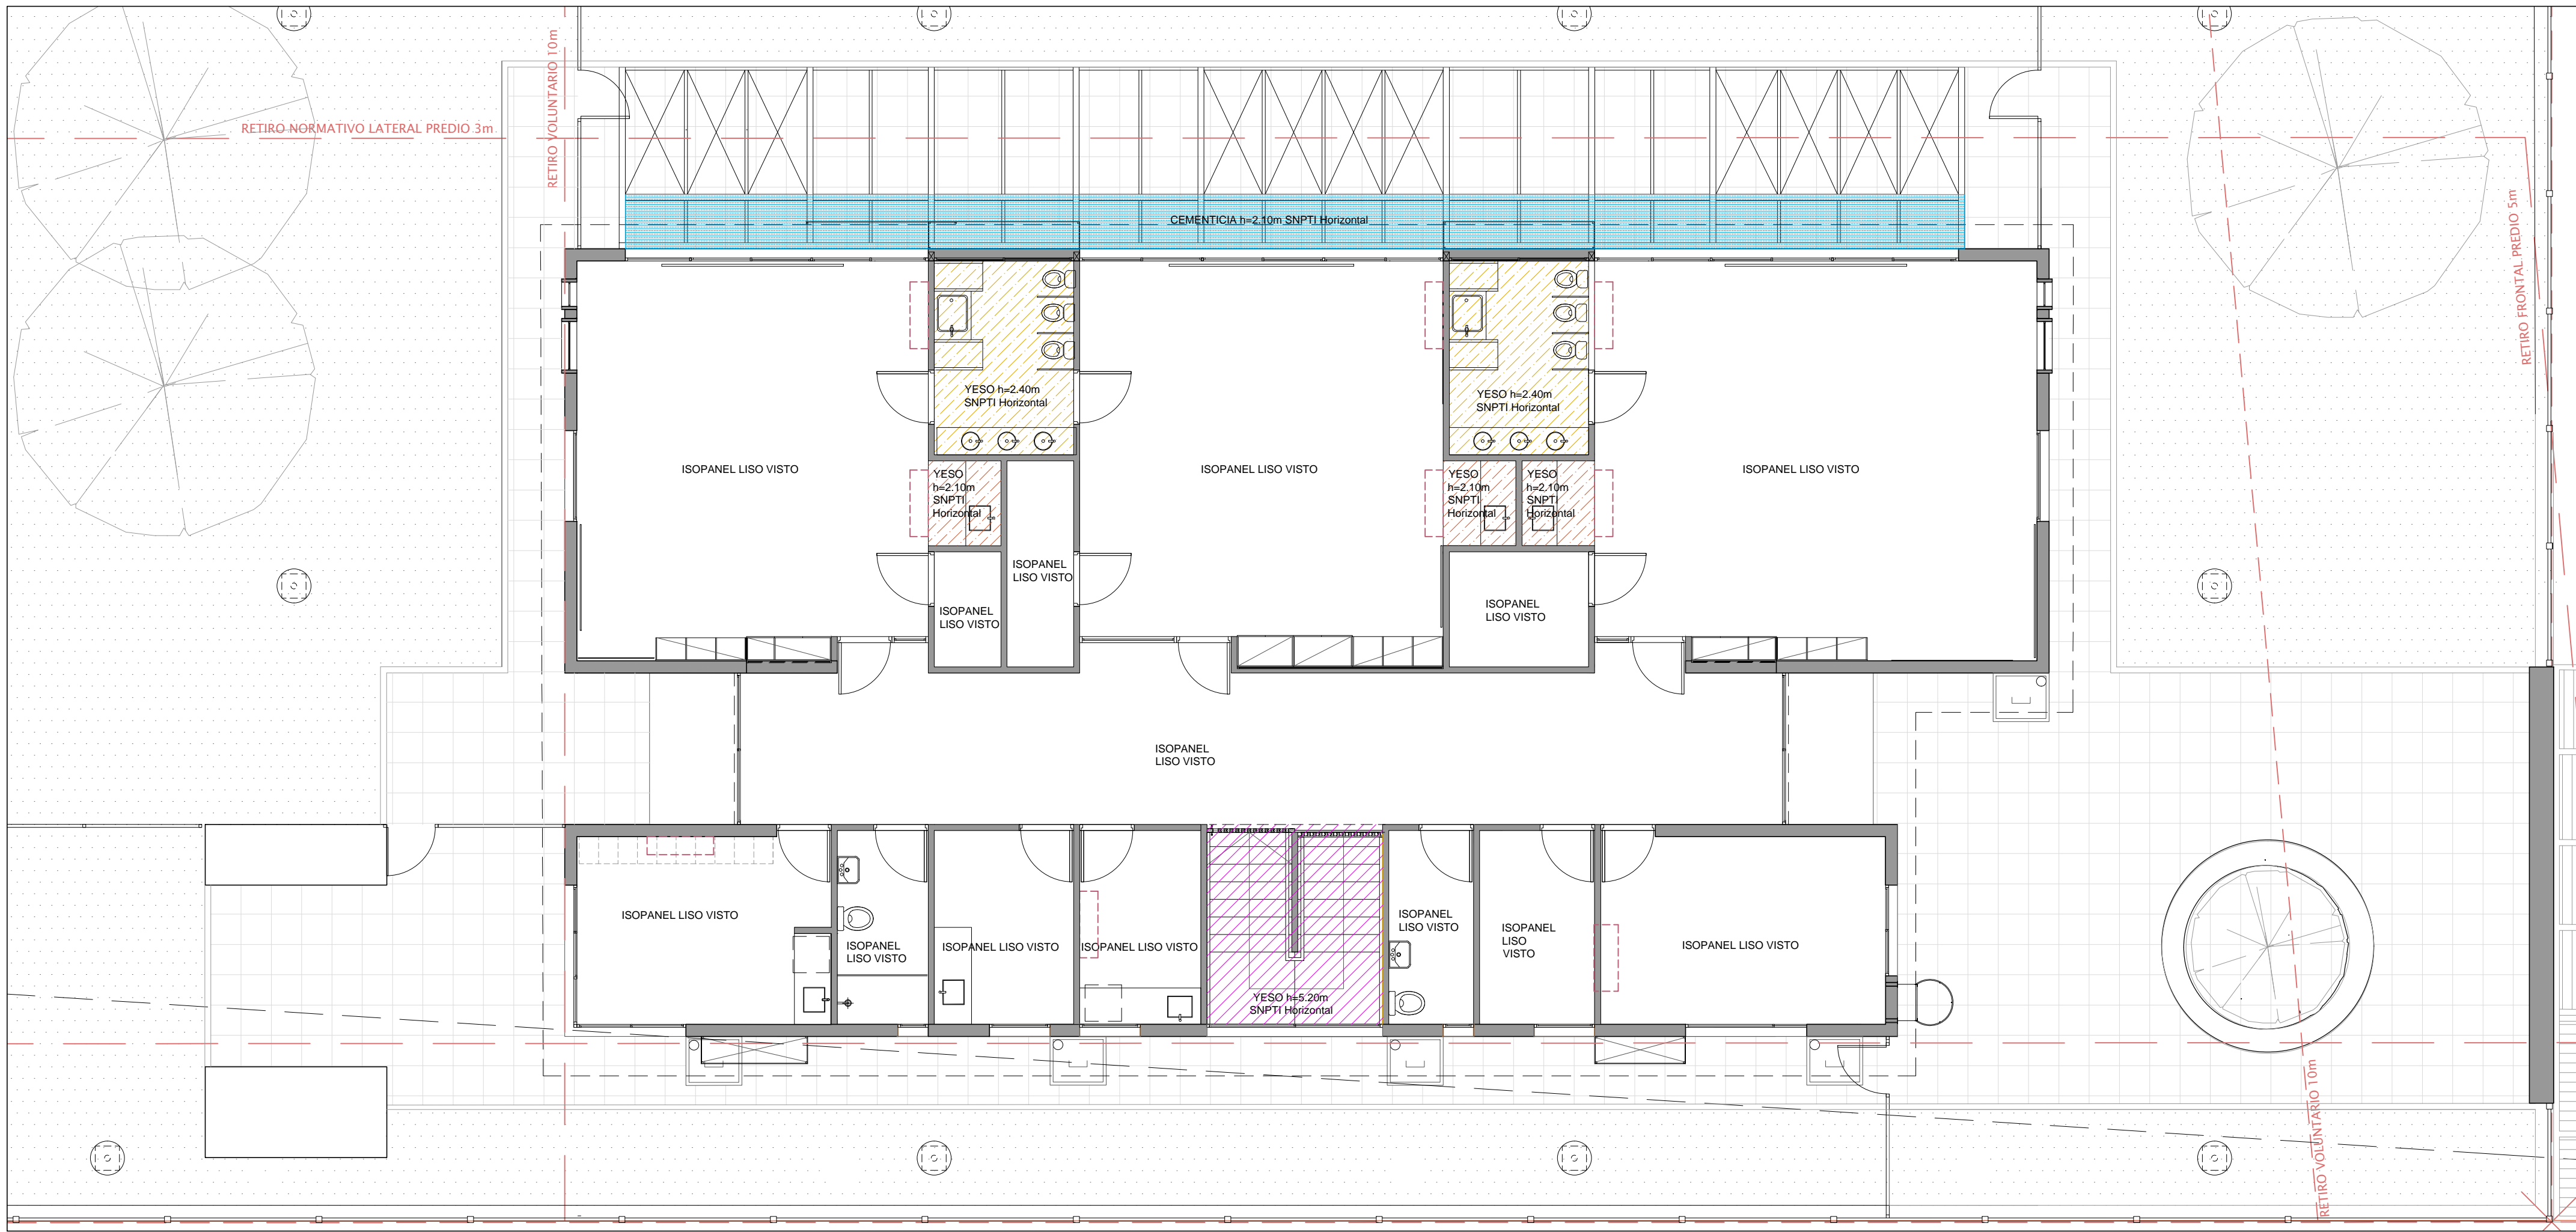 RETIRO VOLUNTARIO 10m
RETIRO NORMATIVO LATERAL PREDIO 3m
CEMENTICIA h=2.10m SNPTI Horizontal
RETIRO FRONTAL PREDIO 5m
YESO h=2.40m
SNPTI Horizontal
YESO h=2.40m
SNPTI Horizontal
ISOPANEL LISO VISTO
ISOPANEL LISO VISTO
ISOPANEL LISO VISTO
YESO
h=2.10m
SNPTI
Horizontal
YESO
h=2.10m
SNPTI
Horizontal
YESO
h=2.10m
SNPTI
Horizontal
ISOPANEL
LISO VISTO
ISOPANEL
LISO VISTO
ISOPANEL
LISO VISTO
ISOPANEL
LISO VISTO
ISOPANEL LISO VISTO
ISOPANEL
LISO VISTO
ISOPANEL LISO VISTO
ISOPANEL LISO VISTO
YESO h=5.20m
SNPTI Horizontal
ISOPANEL
LISO VISTO
ISOPANEL
LISO
VISTO
ISOPANEL LISO VISTO
RETIRO VOLUNTARIO 10m